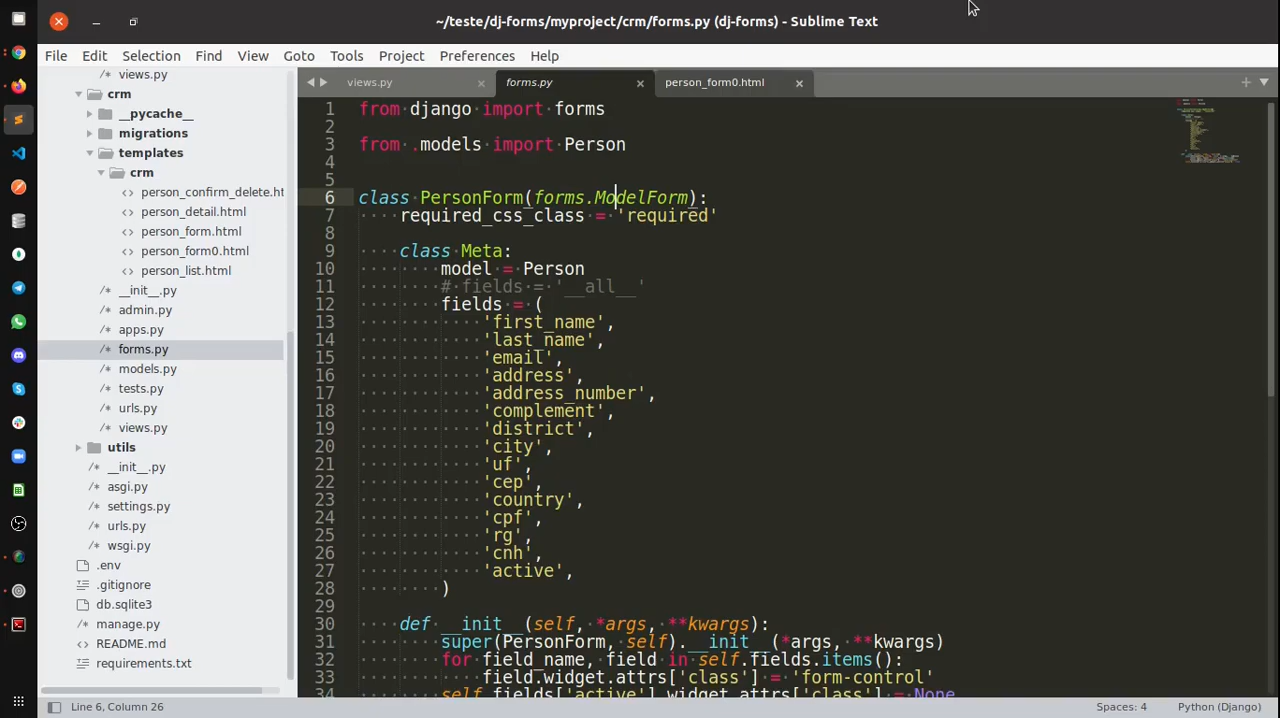 ~/teste/dj-forms/myproject/crm/forms.py (dj-forms) - Sublime Text
File Edit Selection Find View Goto Tools Project Preferences Help
views.py
crm
__pycache__
migrations
templates
crm
person_confirm_delete.ht
person_detail.html
person_form.html
person_form0.html
person_list.html
__init__.py
admin.py
apps.py
forms.py
models.py
tests.py
urls.py
views.py
utils
__init__.py
asgi.py
settings.py
urls.py
wsgi.py
.env
.gitignore
db.sqlite3
manage.py
README.md
requirements.txt
views.py forms.py person_form0.html
1 from django import forms
2
3 from .models import Person
4
5
6 class PersonForm(forms.ModelForm):
7 required_css_class = 'required'
8
9 class Meta:
10 model = Person
11 # fields = '__all__'
12 fields = (
13 'first_name',
14 'last_name',
15 'email',
16 'address',
17 'address_number',
18 'complement',
19 'district',
20 'city',
21 'uf',
22 'cep',
23 'country',
24 'cpf',
25 'rg',
26 'cnh',
27 'active',
28 )
29
30 def __init__(self, *args, **kwargs):
31 super(PersonForm, self).__init__(*args, **kwargs)
32 for field_name, field in self.fields.items():
33 field.widget.attrs['class'] = 'form-control'
34 self.fields['active'].widget.attrs['class'] = None
Line 6, Column 26 Spaces: 4 Python (Django)